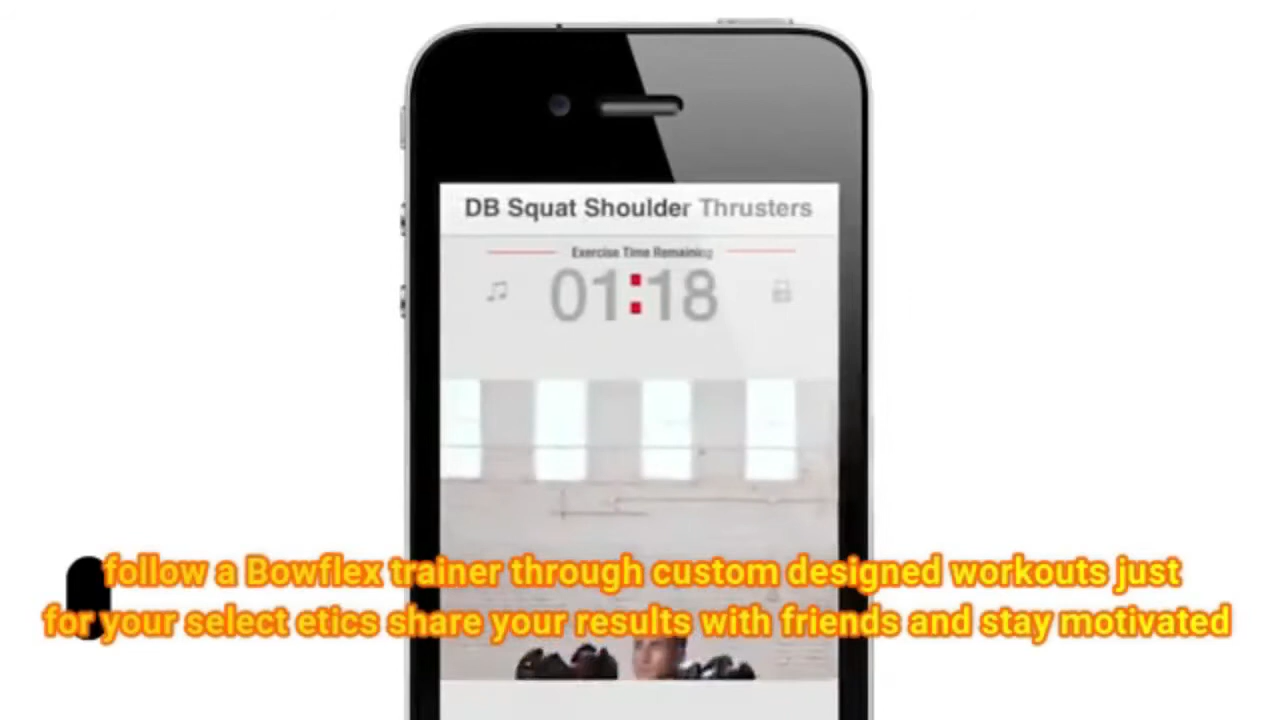 DB Squat Shoulder Thrusters
Exercise Time Remaining
01:18
follow a Bowflex trainer through custom designed workouts just
for your select etics share your results with friends and stay motivated